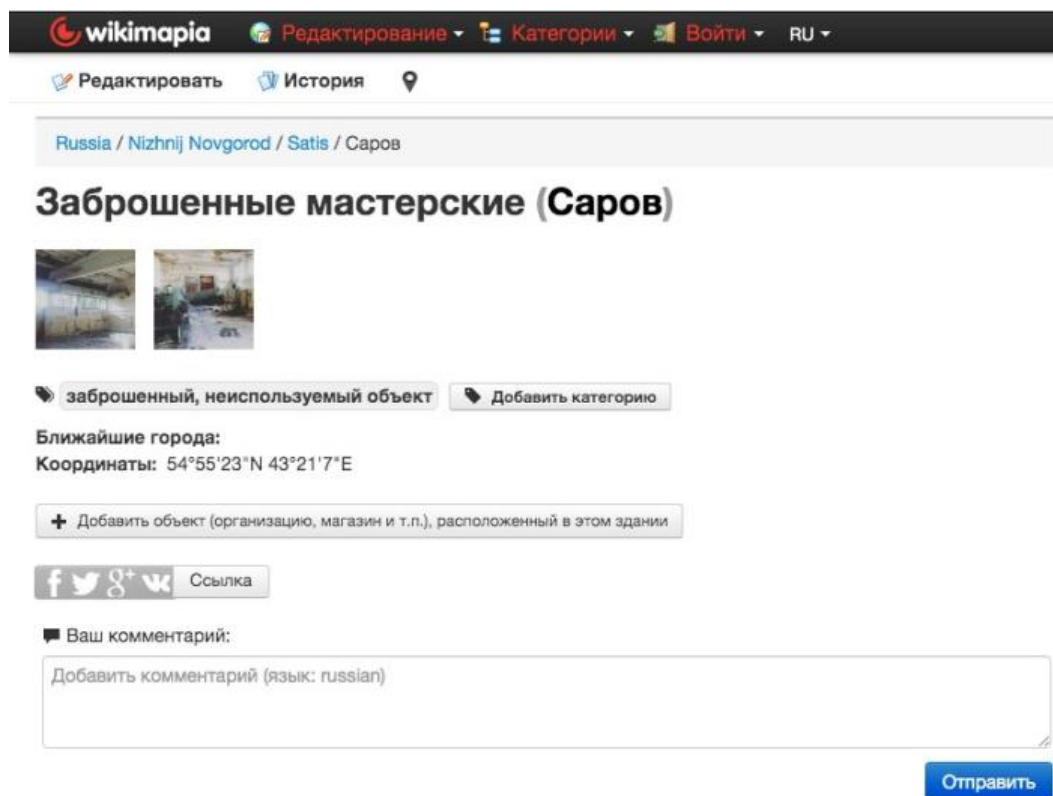 wikimapia Редактирование Категории Войти RU
Редактировать История
Russia / Nizhnij Novgorod / Satis / Саров
Заброшенные мастерские (Саров)
заброшенный, неиспользуемый объект Добавить категорию
Ближайшие города:
Координаты: 54°55'23"N 43°21'7"E
+ Добавить объект (организацию, магазин и т.п.), расположенный в этом здании
f g+ Ссылка
Ваш комментарий:
Добавить комментарий (язык: russian)
Отправить